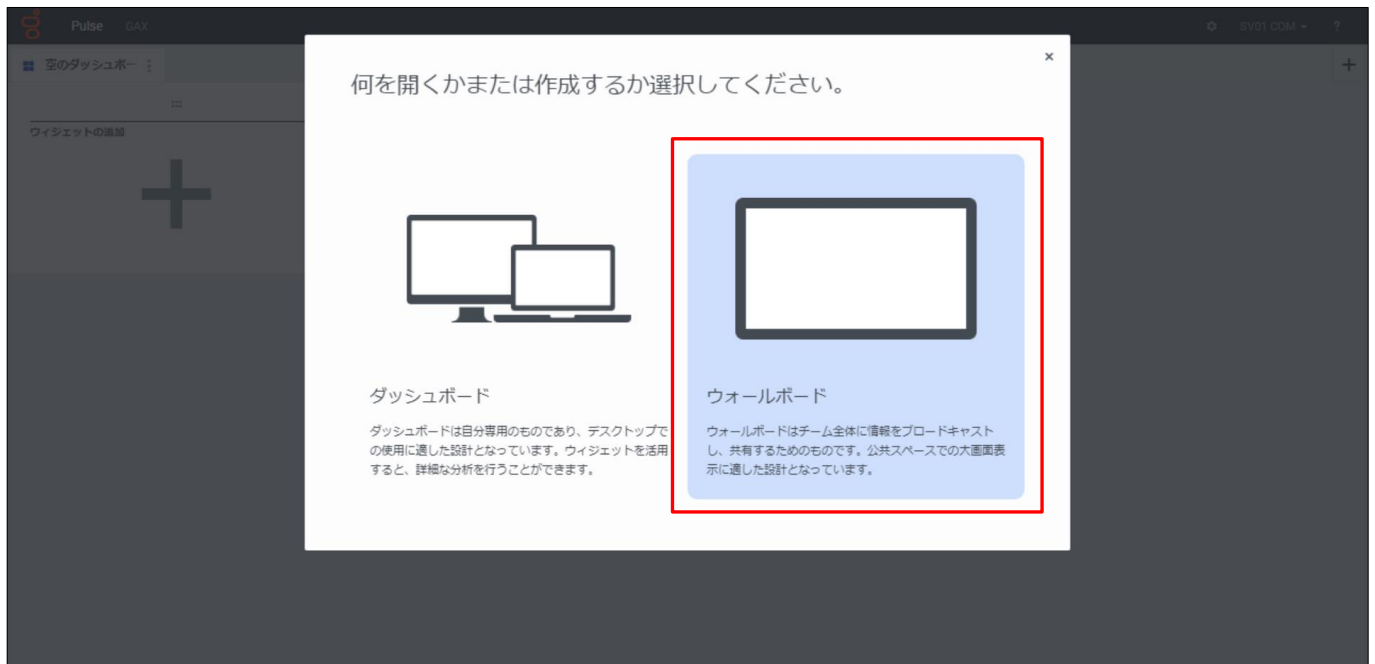 Pulse GAX SV01 COM ?
空のダッシュボー
ウィジェットの追加
何を開くかまたは作成するか選択してください。
ダッシュボード
ダッシュボードは自分専用のものであり、デスクトップで
の使用に適した設計となっています。ウィジェットを活用
すると、詳細な分析を行うことができます。
ウォールボード
ウォールボードはチーム全体に情報をブロードキャスト
し、共有するためのものです。公共スペースでの大画面表
示に適した設計となっています。